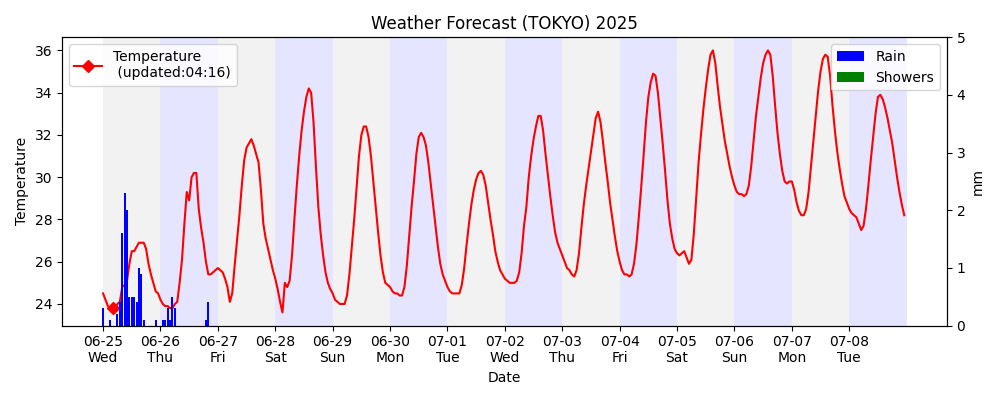 Weather Forecast (TOKYO) 2025
Temperature
(updated:04:16)
Rain
Showers
Temperature
36
34
32
30
28
26
24
5
4
3
2
1
0
mm
06-25 06-26 06-27 06-28 06-29 06-30 07-01 07-02 07-03 07-04 07-05 07-06 07-07 07-08
Wed Thu Fri Sat Sun Mon Tue Wed Thu Fri Sat Sun Mon Tue
Date